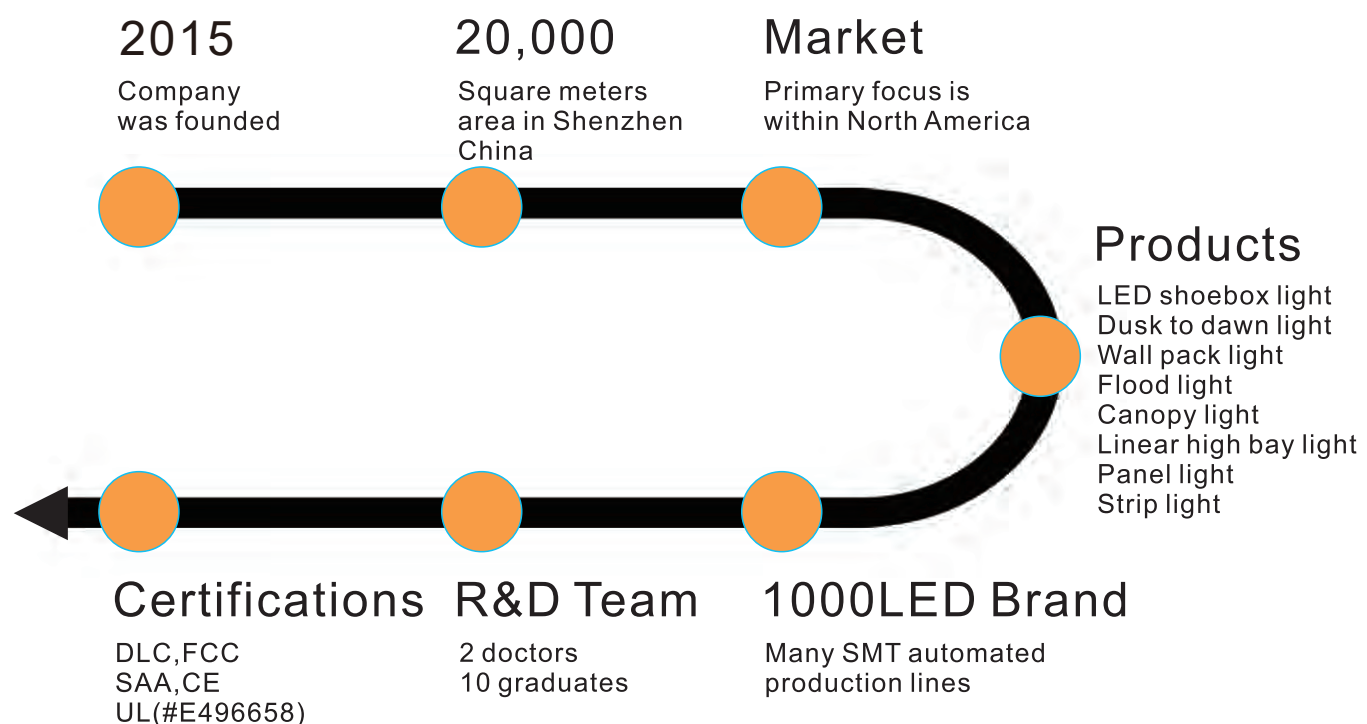 2015
Company
was founded
20,000
Square meters
area in Shenzhen
China
Market
Primary focus is
within North America
Products
LED shoebox light
Dusk to dawn light
Wall pack light
Flood light
Canopy light
Linear high bay light
Panel light
Strip light
1000LED Brand
Many SMT automated
production lines
R&D Team
2 doctors
10 graduates
Certifications
DLC,FCC
SAA,CE
UL(#E496658)